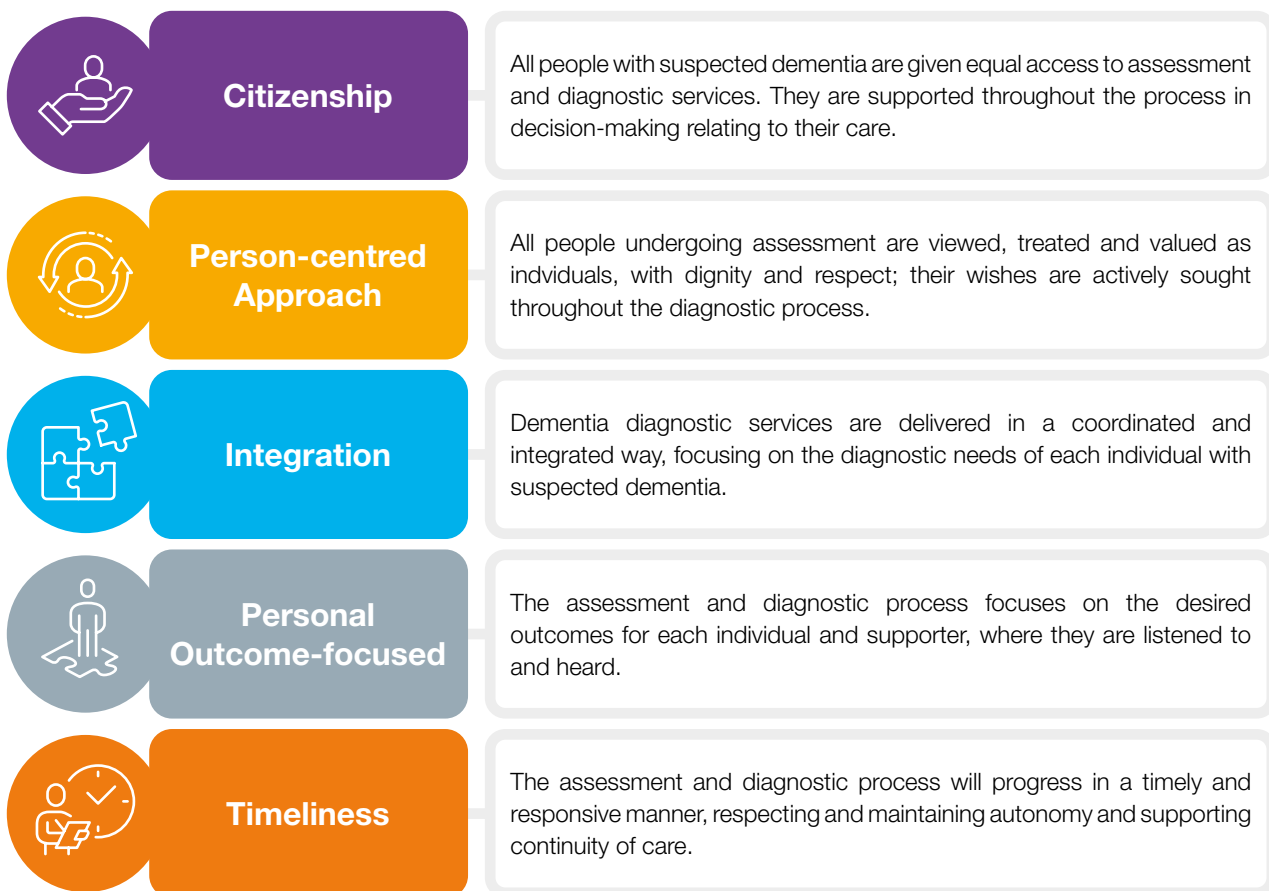 Citizenship
All people with suspected dementia are given equal access to assessment
and diagnostic services. They are supported throughout the process in
decision-making relating to their care.
Person-centred
Approach
All people undergoing assessment are viewed, treated and valued as
indviduals, with dignity and respect; their wishes are actively sought
throughout the diagnostic process.
Integration
Dementia diagnostic services are delivered in a coordinated and
integrated way, focusing on the diagnostic needs of each individual with
suspected dementia.
Personal
Outcome-focused
The assessment and diagnostic process focuses on the desired
outcomes for each individual and supporter, where they are listened to
and heard.
Timeliness
The assessment and diagnostic process will progress in a timely and
responsive manner, respecting and maintaining autonomy and supporting
continuity of care.